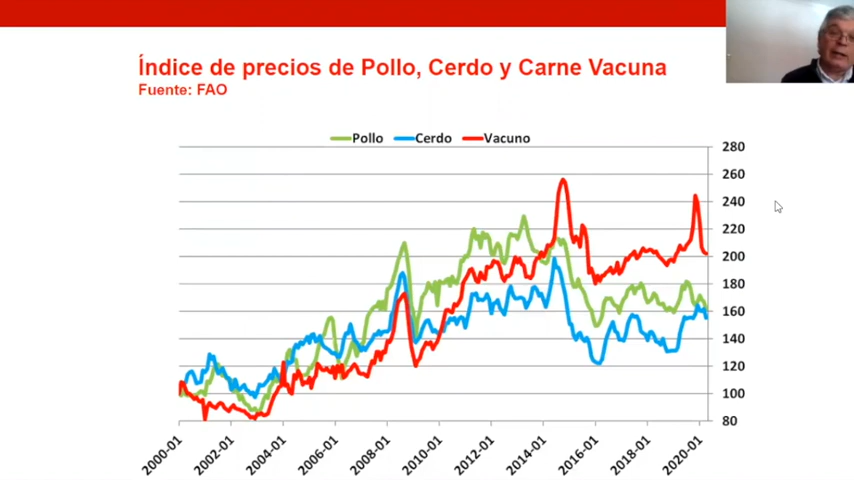 Índice de precios de Pollo, Cerdo y Carne Vacuna
Fuente: FAO
Pollo Cerdo Vacuno
280
260
240
220
200
180
160
140
120
100
80
2000-01 2002-01 2004-01 2006-01 2008-01 2010-01 2012-01 2014-01 2016-01 2018-01 2020-01